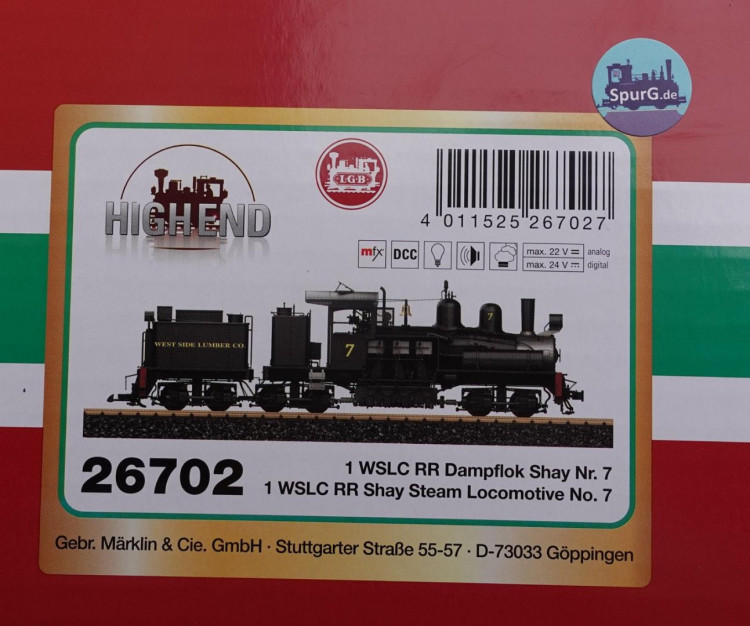 SpurG.de
HIGH END
L·G·B
4 011525 267027
mfx DCC max. 22 V = analog
max. 24 V digital
7
WEST SIDE LUMBER CO.
7
26702
1 WSLC RR Dampflok Shay Nr. 7
1 WSLC RR Shay Steam Locomotive No. 7
Gebr. Märklin & Cie. GmbH · Stuttgarter Straße 55-57 · D-73033 Göppingen